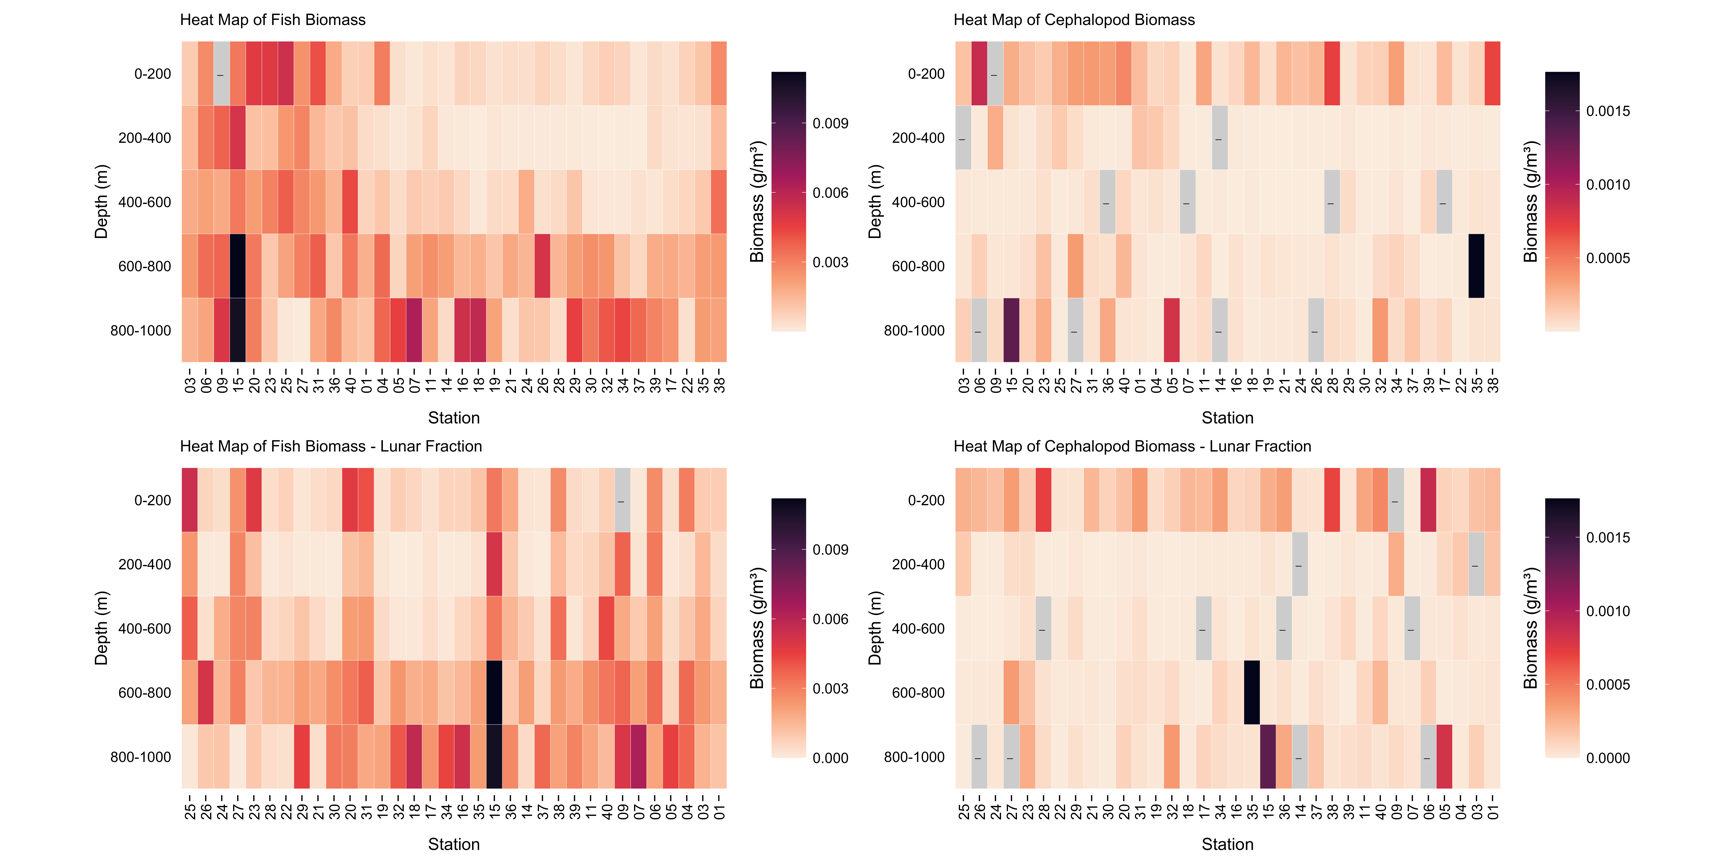 Heat Map of Fish Biomass
0-200
200-400
400-600
600-800
800-1000
Depth (m)
03 06 09 15 20 23 25 27 31 36 40 01 04 05 07 11 14 16 18 19 21 24 26 28 29 30 32 34 37 39 17 22 35 38
Station
Biomass (g/m³)
0.009
0.006
0.003
Heat Map of Cephalopod Biomass
0-200
200-400
400-600
600-800
800-1000
Depth (m)
03 06 09 15 20 23 25 27 31 36 40 01 04 05 07 11 14 16 18 19 21 24 26 28 29 30 32 34 37 39 17 22 35 38
Station
Biomass (g/m³)
0.0015
0.0010
0.0005
Heat Map of Fish Biomass - Lunar Fraction
0-200
200-400
400-600
600-800
800-1000
Depth (m)
25 26 24 27 23 28 22 29 21 30 20 31 19 32 18 17 34 16 35 15 36 14 37 38 39 11 40 09 07 06 05 04 03 01
Station
Biomass (g/m³)
0.009
0.006
0.003
0.000
Heat Map of Cephalopod Biomass - Lunar Fraction
0-200
200-400
400-600
600-800
800-1000
Depth (m)
25 26 24 27 23 28 22 29 21 30 20 31 19 32 18 17 34 16 35 15 36 14 37 38 39 11 40 09 07 06 05 04 03 01
Station
Biomass (g/m³)
0.0015
0.0010
0.0005
0.0000